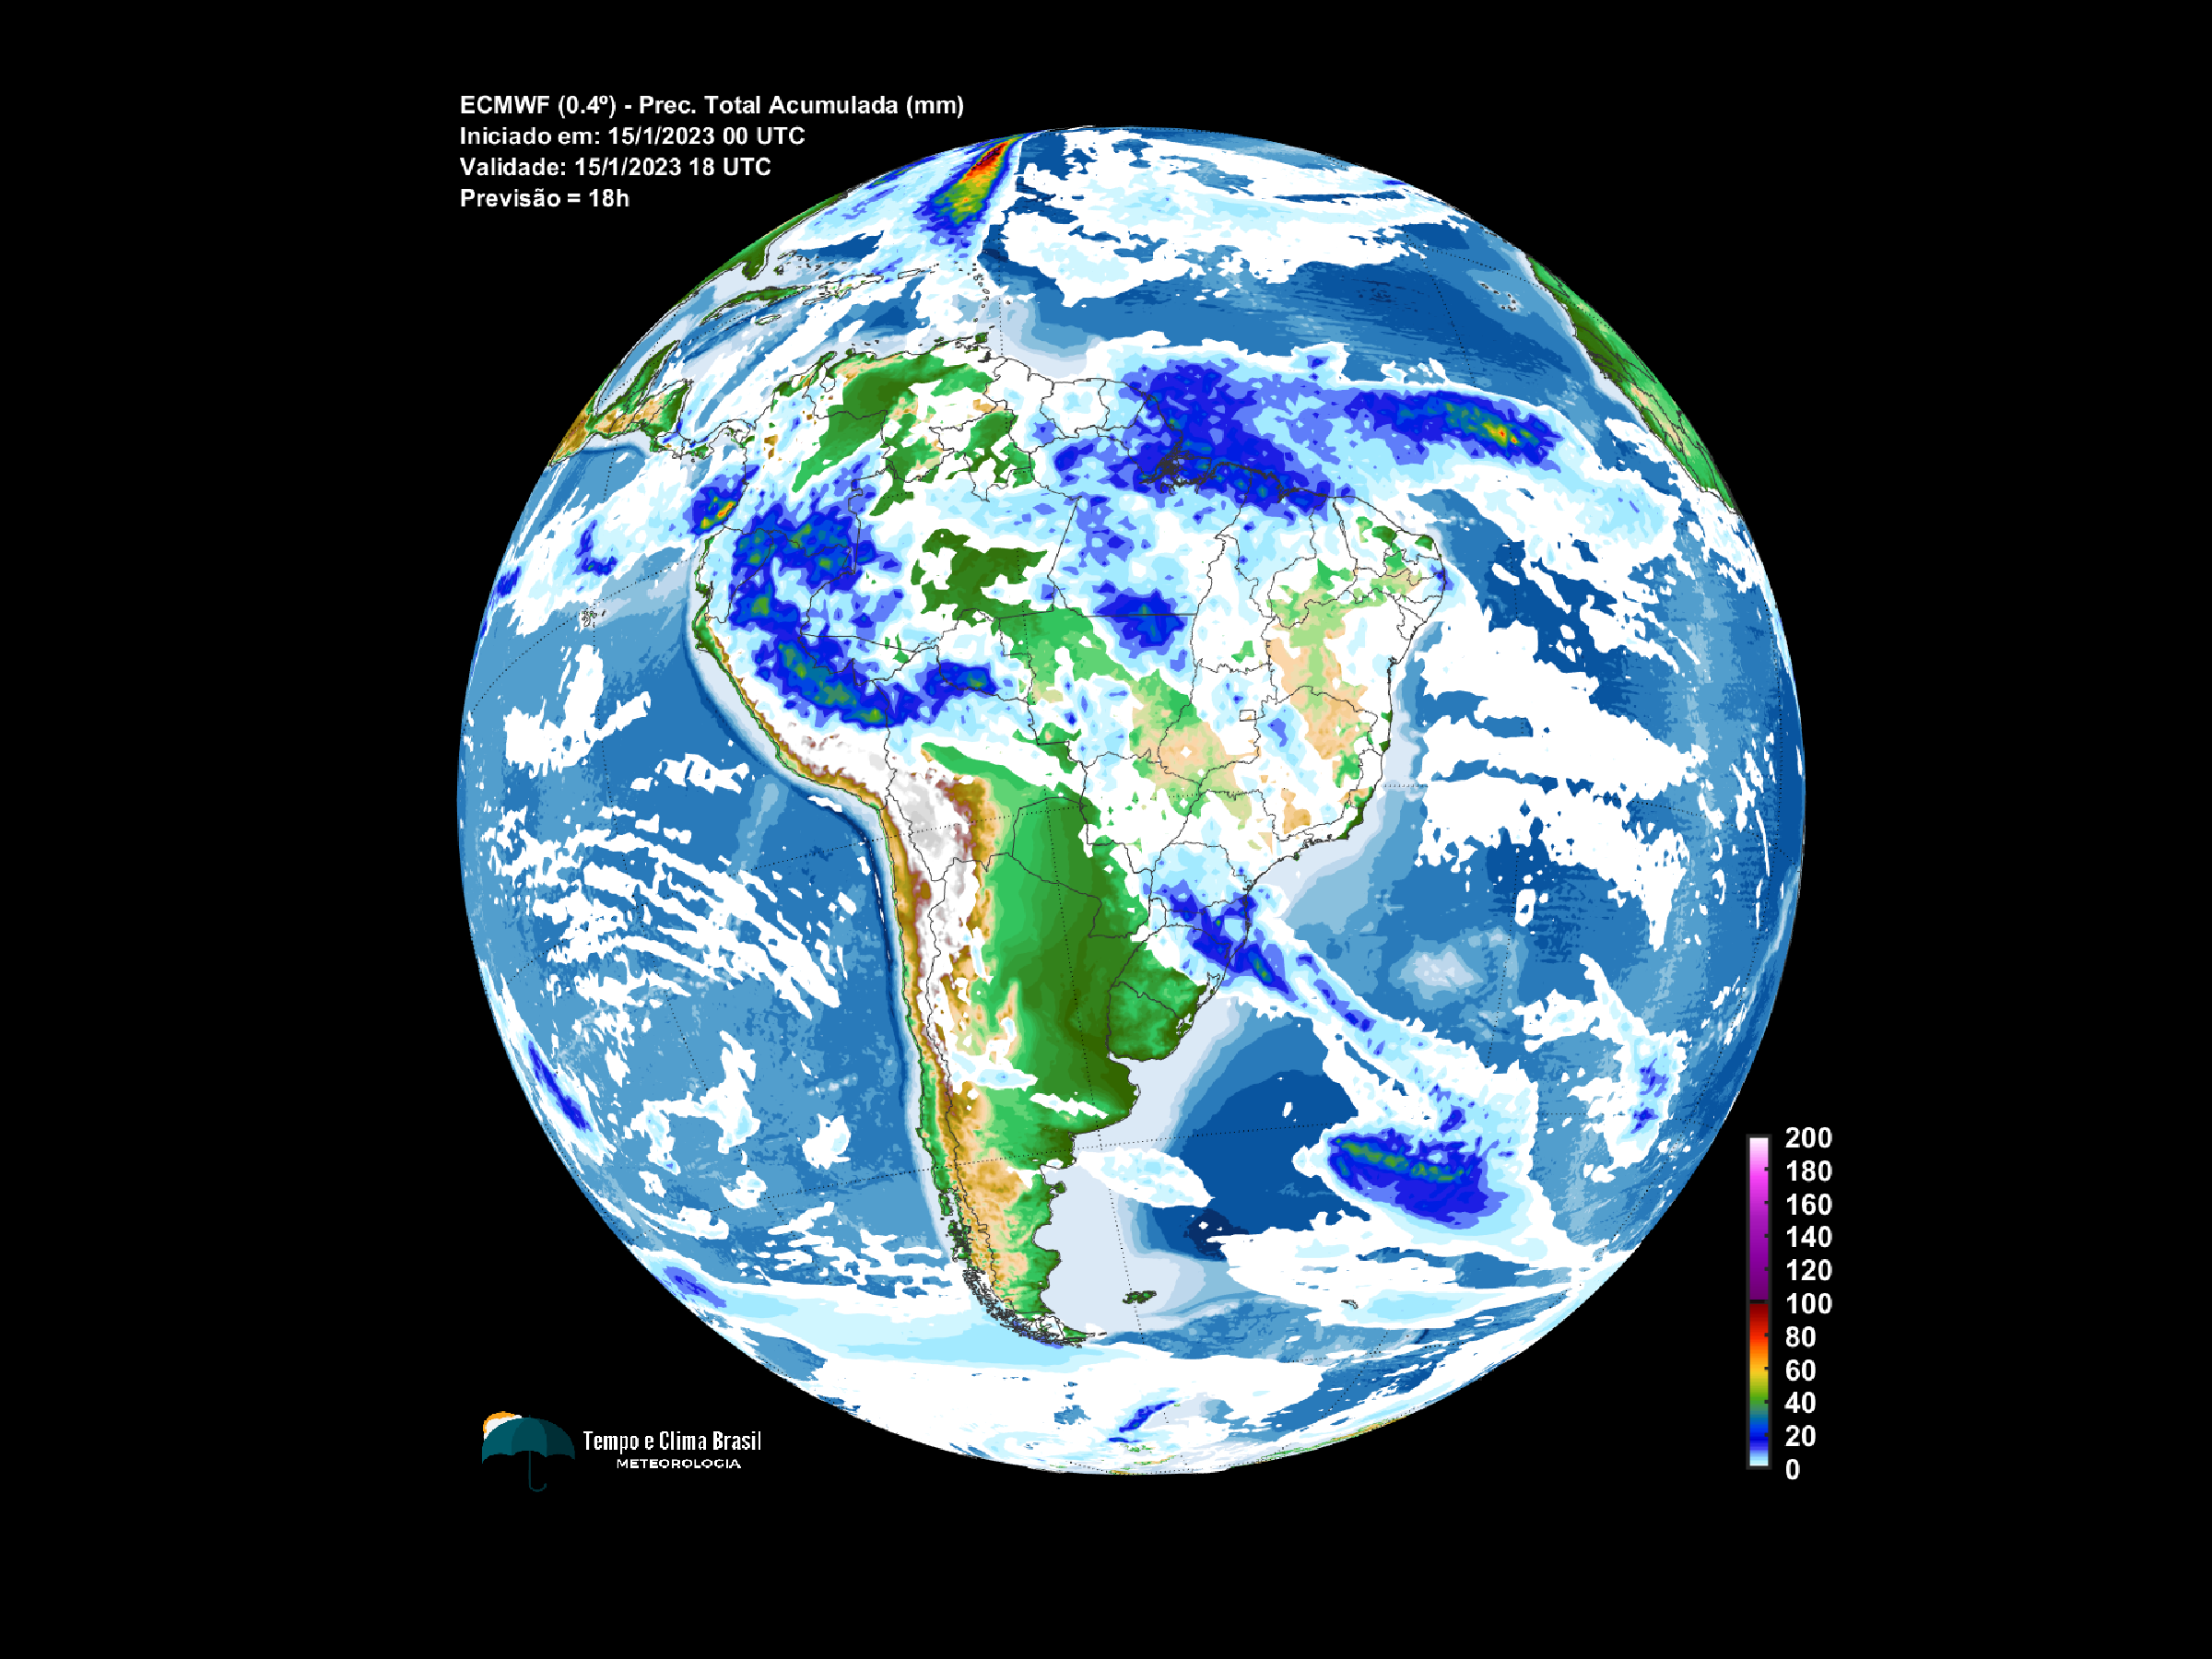 ECMWF (0.4º) - Prec. Total Acumulada (mm)
Iniciado em: 15/1/2023 00 UTC
Validade: 15/1/2023 18 UTC
Previsão = 18h
200
180
160
140
120
100
80
60
40
20
0
Tempo e Clima Brasil
METEOROLOGIA